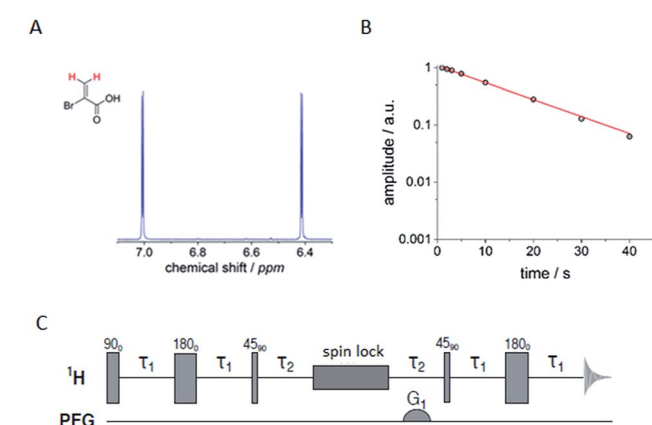 A
B
H H
Br
OH
O
7.0 6.8 6.6 6.4
chemical shift / ppm
amplitude / a.u.
1
0.1
0.01
0.001
0 10 20 30 40
time / s
C
90₀ 180₀ 45₉₀ spin lock 45₉₀ 180₀
¹H τ₁ τ₁ τ₂ τ₂ τ₁ τ₁
G₁
PFG